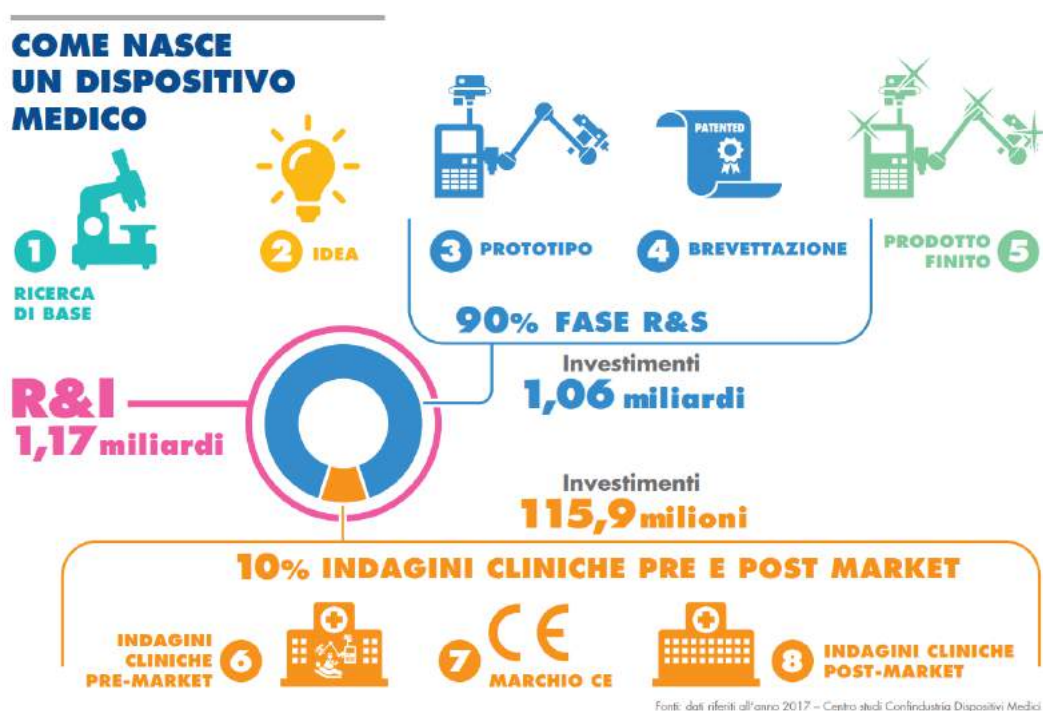 COME NASCE
UN DISPOSITIVO
MEDICO
1
RICERCA
DI BASE
2 IDEA
3 PROTOTIPO
PATENTED
4 BREVETTAZIONE
PRODOTTO
FINITO 5
90% FASE R&S
Investimenti
1,06 miliardi
R&I
1,17 miliardi
Investimenti
115,9 milioni
10% INDAGINI CLINICHE PRE E POST MARKET
INDAGINI
CLINICHE
PRE-MARKET
6
7
CE
MARCHIO CE
8
INDAGINI CLINICHE
POST-MARKET
Fonti: dati riferiti all'anno 2017 – Centro studi Confindustria Dispositivi Medici